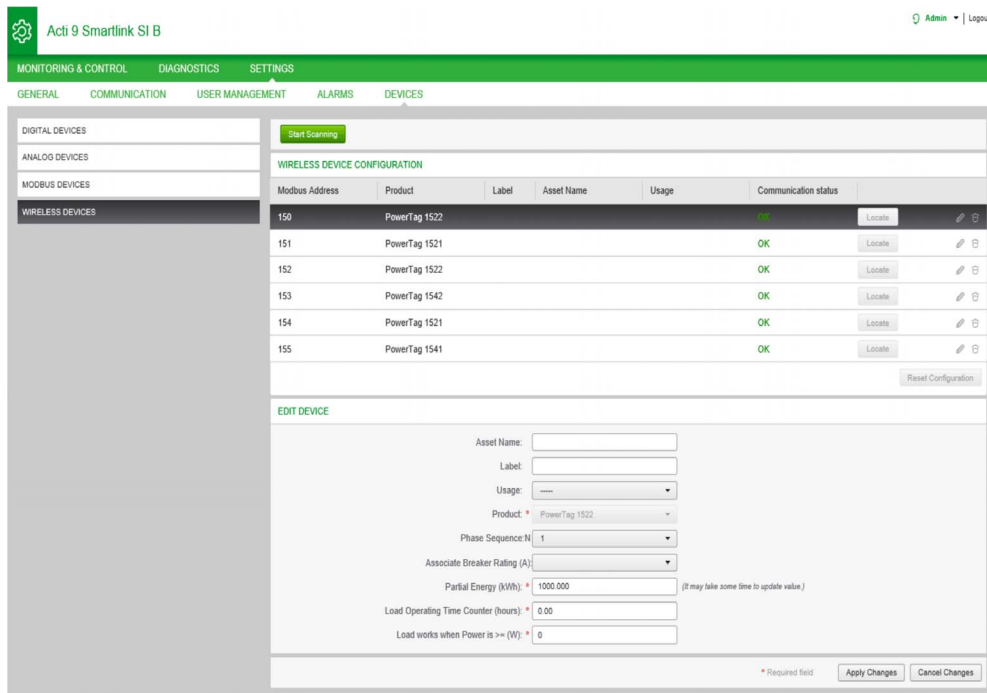 Acti 9 Smartlink SI B
Admin | Logou
MONITORING & CONTROL DIAGNOSTICS SETTINGS
GENERAL COMMUNICATION USER MANAGEMENT ALARMS DEVICES
DIGITAL DEVICES
ANALOG DEVICES
MODBUS DEVICES
WIRELESS DEVICES
Start Scanning
WIRELESS DEVICE CONFIGURATION
Modbus Address Product Label Asset Name Usage Communication status
150 PowerTag 1522 OK Locate
151 PowerTag 1521 OK Locate
152 PowerTag 1522 OK Locate
153 PowerTag 1542 OK Locate
154 PowerTag 1521 OK Locate
155 PowerTag 1541 OK Locate
Reset Configuration
EDIT DEVICE
Asset Name:
Label:
Usage: -----
Product: * PowerTag 1522
Phase Sequence:N 1
Associate Breaker Rating (A):
Partial Energy (kWh): * 1000.000 (It may take some time to update value.)
Load Operating Time Counter (hours): * 0.00
Load works when Power is >= (W): * 0
* Required field Apply Changes Cancel Changes